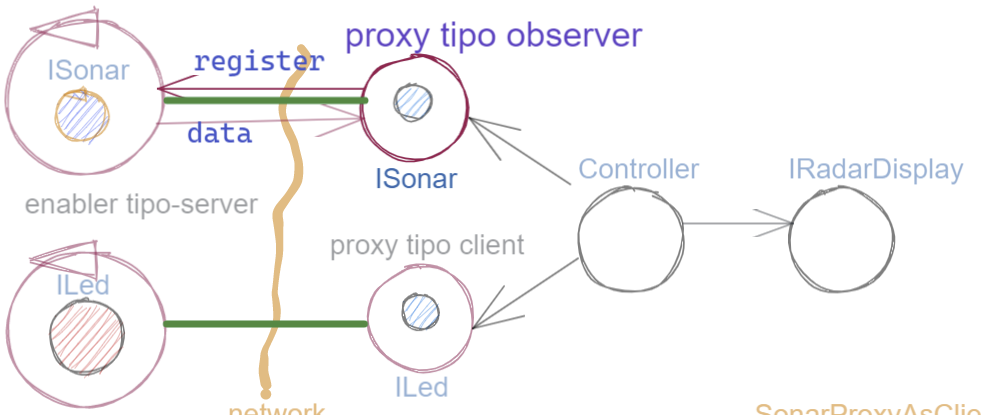 proxy tipo observer
register
ISonar
data
ISonar
Controller
IRadarDisplay
enabler tipo-server
proxy tipo client
ILed
ILed
network
SonarProxyAsClie